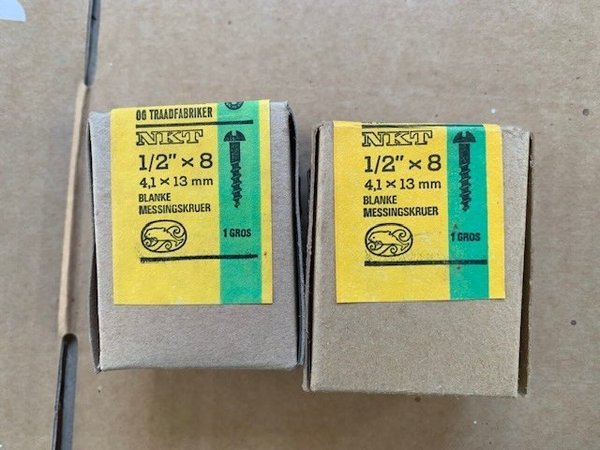 OG TRAADFABRIKER
NKT
1/2" × 8
4,1 × 13 mm
BLANKE
MESSINGSKRUER
1 GROS
NKT
1/2" × 8
4,1 × 13 mm
BLANKE
MESSINGSKRUER
1 GROS